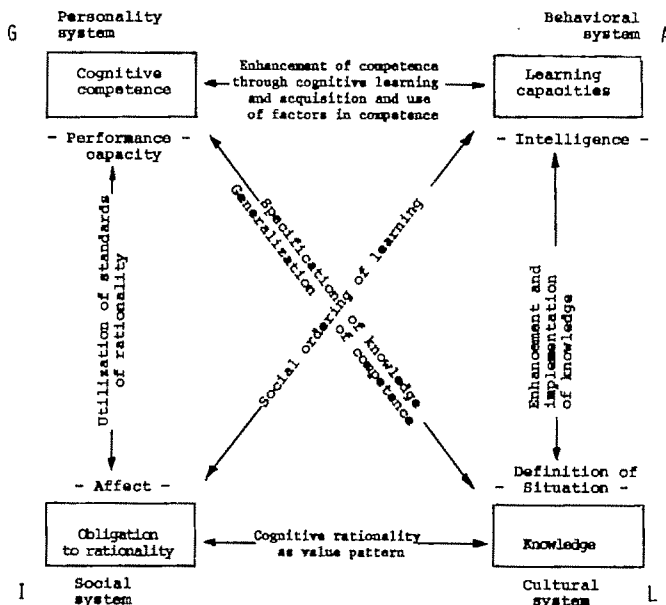 G
Personality
system
Behavioral
system
A
Cognitive
competence
Enhancement of competence
through cognitive learning
and acquisition and use
of factors in competence
Learning
capacities
- Performance -
capacity
- Intelligence -
Utilization of standards
of rationality
Specification of knowledge
Generalization of competence
Social ordering of learning
Enhancement and
implementation
of knowledge
- Affect -
Definition of
- Situation -
Obligation
to rationality
Cognitive rationality
as value pattern
Knowledge
I
Social
system
Cultural
system
L